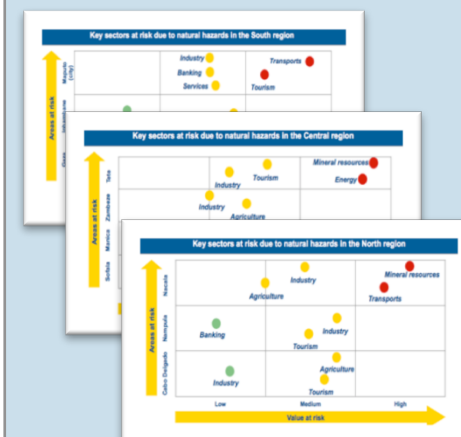 Key sectors at risk due to natural hazards in the South region
Areas at risk
Maputo
(city)
Industry
Banking
Services
Transports
Tourism
Key sectors at risk due to natural hazards in the Central region
Areas at risk
Tete
Zambezia
Manica
Sofala
Industry
Tourism
Mineral resources
Energy
Industry
Agriculture
Key sectors at risk due to natural hazards in the North region
Areas at risk
Niassa
Nampula
Cabo Delgado
Agriculture
Industry
Mineral resources
Transports
Banking
Industry
Tourism
Agriculture
Industry
Tourism
Low
Medium
High
Value at risk